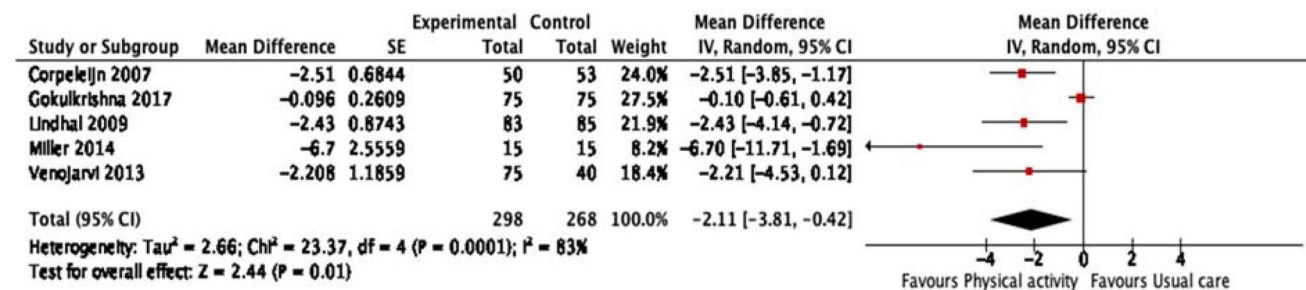 Experimental Control Mean Difference Mean Difference
Study or Subgroup Mean Difference SE Total Total Weight IV, Random, 95% CI IV, Random, 95% CI
Corpeleijn 2007 −2.51 0.6844 50 53 24.0% −2.51 [−3.85, −1.17]
Gokulkrishna 2017 −0.096 0.2609 75 75 27.5% −0.10 [−0.61, 0.42]
Lindhal 2009 −2.43 0.8743 83 85 21.9% −2.43 [−4.14, −0.72]
Miller 2014 −6.7 2.5559 15 15 8.2% −6.70 [−11.71, −1.69]
Venojarvi 2013 −2.208 1.1859 75 40 18.4% −2.21 [−4.53, 0.12]
Total (95% CI) 298 268 100.0% −2.11 [−3.81, −0.42]
Heterogeneity: Tau² = 2.66; Chi² = 23.37, df = 4 (P = 0.0001); I² = 83%
Test for overall effect: Z = 2.44 (P = 0.01)
−4 −2 0 2 4
Favours Physical activity Favours Usual care